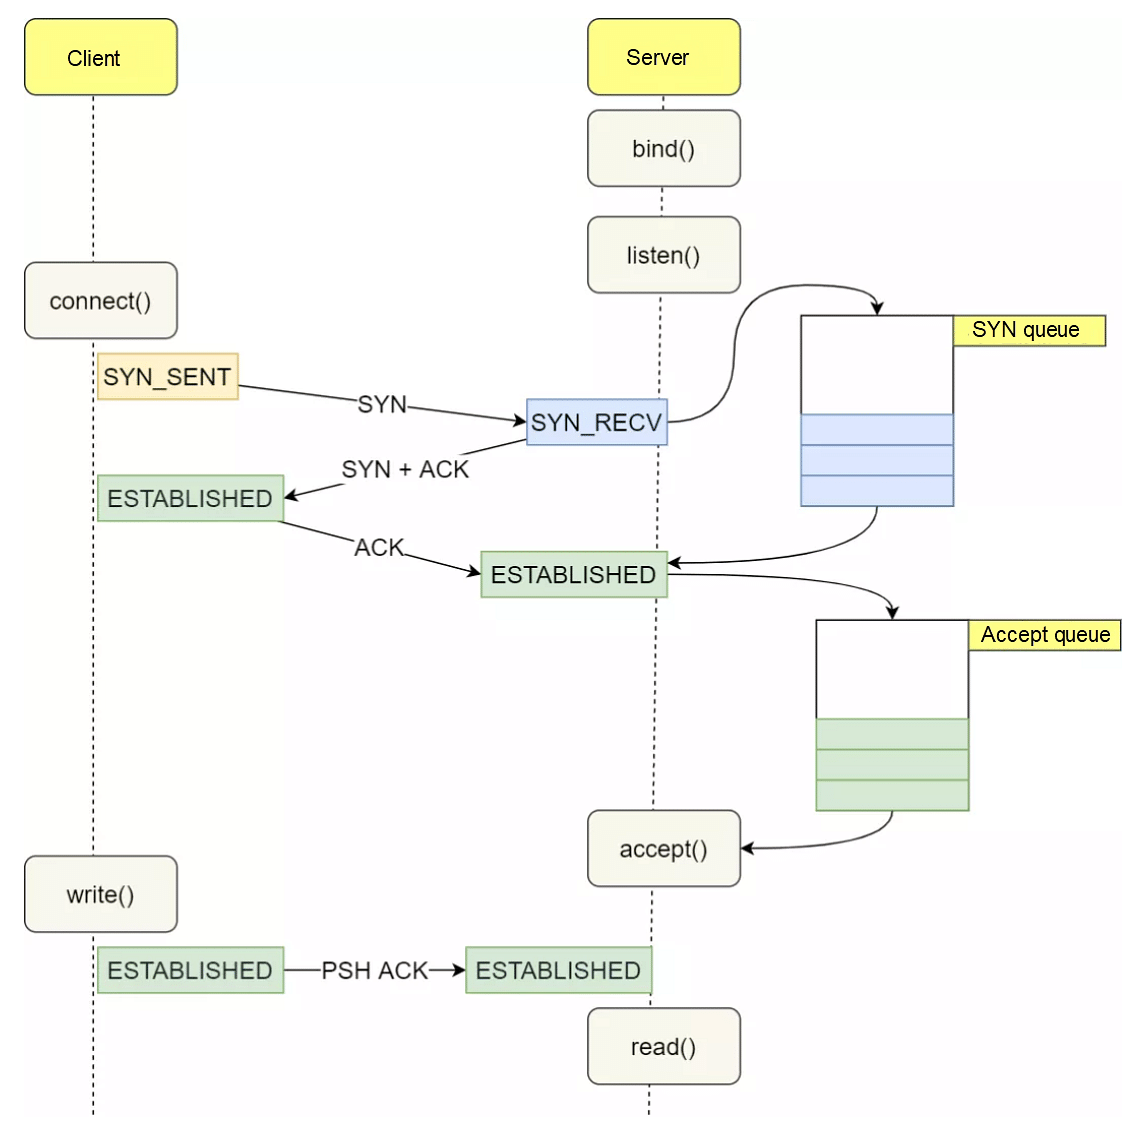 Client
Server
bind()
listen()
connect()
SYN queue
SYN_SENT
SYN
SYN_RECV
SYN + ACK
ESTABLISHED
ACK
ESTABLISHED
Accept queue
accept()
write()
ESTABLISHED
PSH ACK
ESTABLISHED
read()